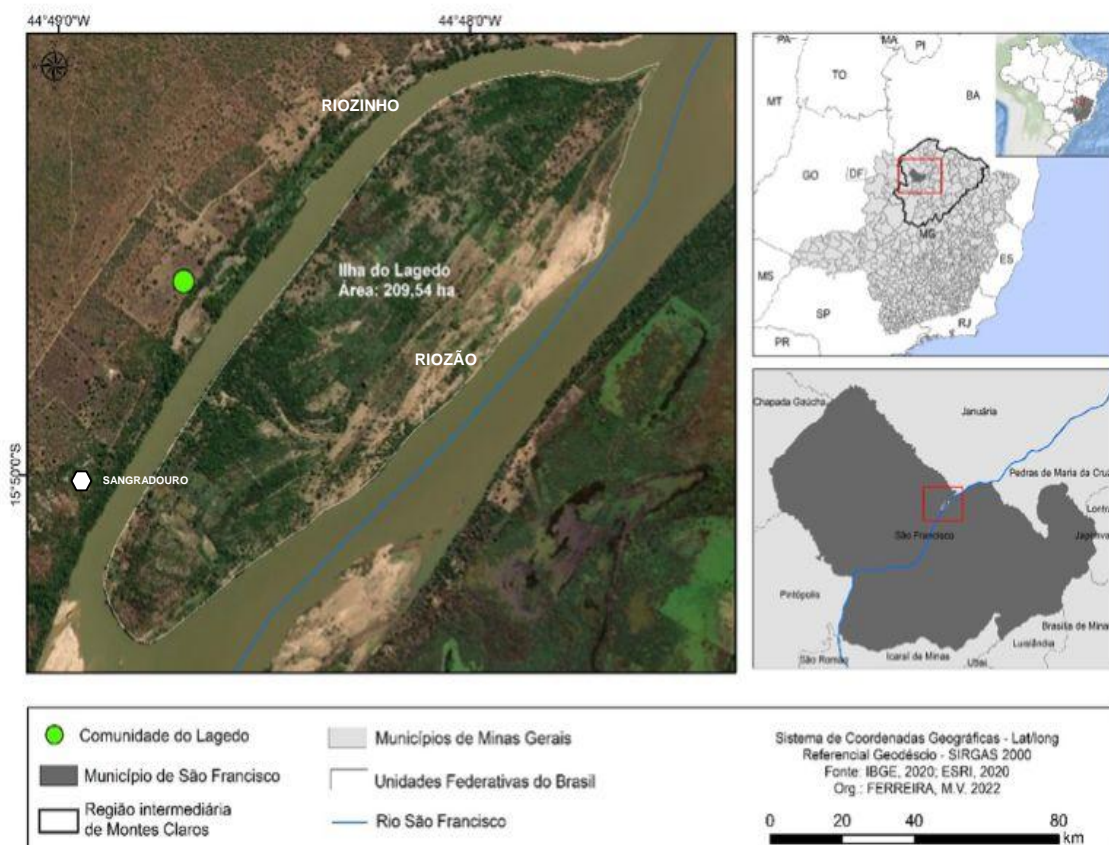 44°49'0"W
44°48'0"W
15°50'0"S
RIOZINHO
Ilha do Lagedo
Área: 209,54 ha
RIOZÃO
SANGRADOURO
PA
MA
PI
TO
MT
BA
GO
DF
MG
ES
MS
SP
RJ
PR
Chapada Gaúcha
Januária
Pedras de Maria da Cruz
Lontra
São Francisco
Pintópolis
Brasília de Minas
Luislândia
São Romão
Icaraí de Minas
Ubaí
Comunidade do Lagedo
Município de São Francisco
Região intermediária
de Montes Claros
Municípios de Minas Gerais
Unidades Federativas do Brasil
Rio São Francisco
Sistema de Coordenadas Geográficas - Lat/long
Referencial Geodéscio - SIRGAS 2000
Fonte: IBGE, 2020; ESRI, 2020
Org.: FERREIRA, M.V. 2022
0 20 40 60 80
km